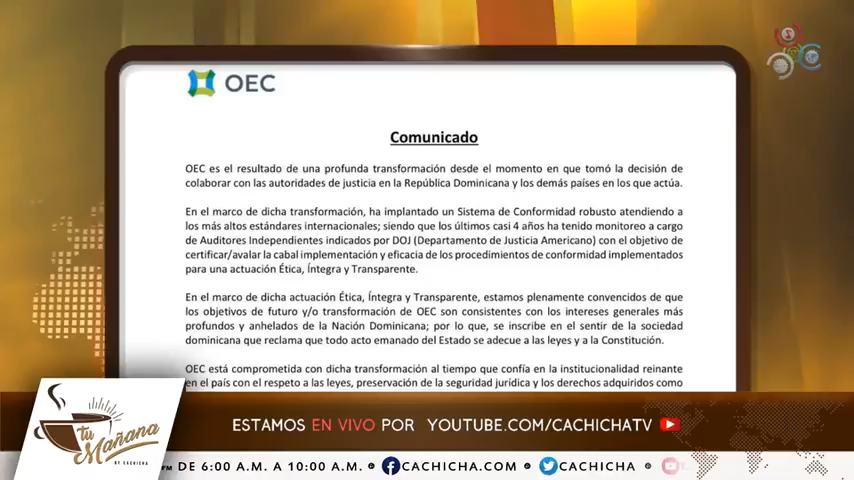 OEC
Comunicado
OEC es el resultado de una profunda transformación desde el momento en que tomó la decisión de
colaborar con las autoridades de justicia en la República Dominicana y los demás países en los que actúa.
En el marco de dicha transformación, ha implantado un Sistema de Conformidad robusto atendiendo a
los más altos estándares internacionales; siendo que los últimos casi 4 años ha tenido monitoreo a cargo
de Auditores Independientes indicados por DOJ (Departamento de Justicia Americano) con el objetivo de
certificar/avalar la cabal implementación y eficacia de los procedimientos de conformidad implementados
para una actuación Ética, Íntegra y Transparente.
En el marco de dicha actuación Ética, Íntegra y Transparente, estamos plenamente convencidos de que
los objetivos de futuro y/o transformación de OEC son consistentes con los intereses generales más
profundos y anhelados de la Nación Dominicana; por lo que, se inscribe en el sentir de la sociedad
dominicana que reclama que todo acto emanado del Estado se adecue a las leyes y a la Constitución.
OEC está comprometida con dicha transformación al tiempo que confía en la institucionalidad reinante
en el país con el respeto a las leyes, preservación de la seguridad jurídica y los derechos adquiridos como
tu Mañana
BY CACHICHA
ESTAMOS EN VIVO POR YOUTUBE.COM/CACHICHATV
DE 6:00 A.M. A 10:00 A.M. CACHICHA.COM CACHICHA